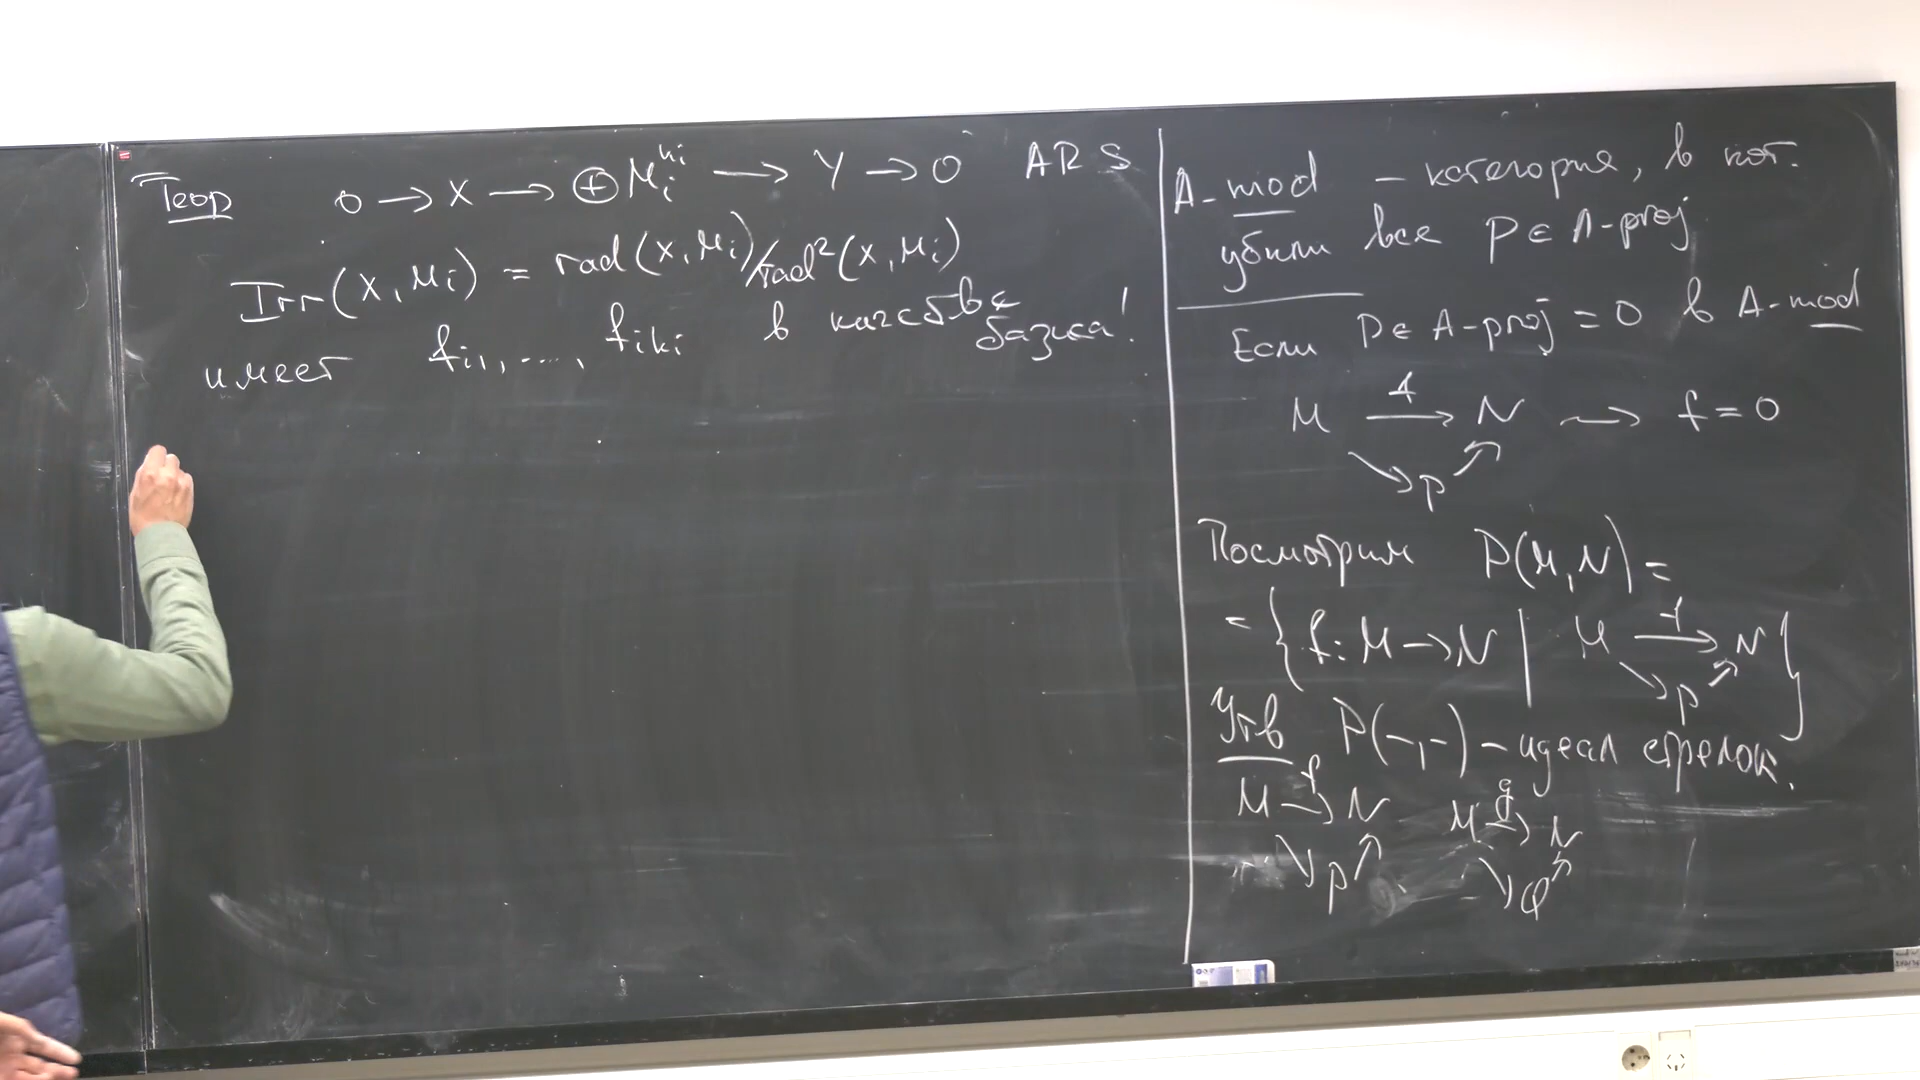 Теор 0 → X → ⊕ M_i^{n_i} → Y → 0 ARS
Irr(X, M_i) = rad(X, M_i)/rad²(X, M_i)
имеет f_{i1}, ..., f_{ik_i} в качестве базиса!
A-mod – категория, в кот.
убили все P ∈ A-proj
Если P ∈ A-proj = 0 в A-mod
M →^f N ⇝ f = 0
↘ P ↗
Посмотрим P(M, N) =
= { f: M → N | M →^f N }
↘ P ↗
Утв P(-,-) – идеал стрелок.
M →^f N M →^g N
↘ P ↗ ↘ Q ↗